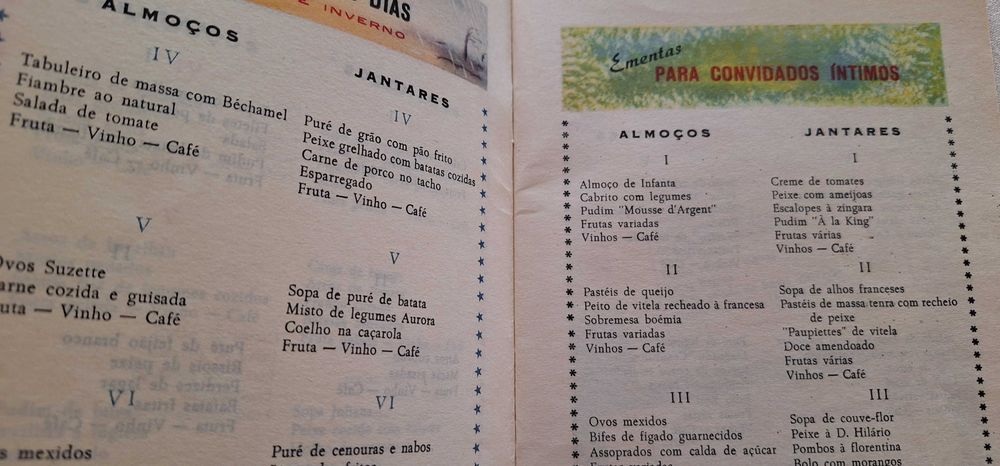 DIAS
E INVERNO
ALMOÇOS
IV
Tabuleiro de massa com Béchamel
Fiambre ao natural
Salada de tomate
Fruta — Vinho — Café
V
Ovos Suzette
Carne cozida e guisada
Fruta — Vinho — Café
VI
mexidos
JANTARES
IV
Puré de grão com pão frito
Peixe grelhado com batatas cozidas
Carne de porco no tacho
Esparregado
Fruta — Vinho — Café
V
Sopa de puré de batata
Misto de legumes Aurora
Coelho na caçarola
Fruta — Vinho — Café
VI
Puré de cenouras e nabos
Ementas
PARA CONVIDADOS ÍNTIMOS
ALMOÇOS
I
Almoço de Infanta
Cabrito com legumes
Pudim "Mousse d'Argent"
Frutas variadas
Vinhos — Café
II
Pastéis de queijo
Peito de vitela recheado à francesa
Sobremesa boémia
Frutas variadas
Vinhos — Café
III
Ovos mexidos
Bifes de fígado guarnecidos
Assoprados com calda de açúcar
JANTARES
I
Creme de tomates
Peixe com ameijoas
Escalopes à zíngara
Pudim "À la King"
Frutas várias
Vinhos — Café
II
Sopa de alhos franceses
Pastéis de massa tenra com recheio
de peixe
"Paupiettes" de vitela
Doce amendoado
Frutas várias
Vinhos — Café
III
Sopa de couve-flor
Peixe à D. Hilário
Pombos à florentina
Bolo com morangos